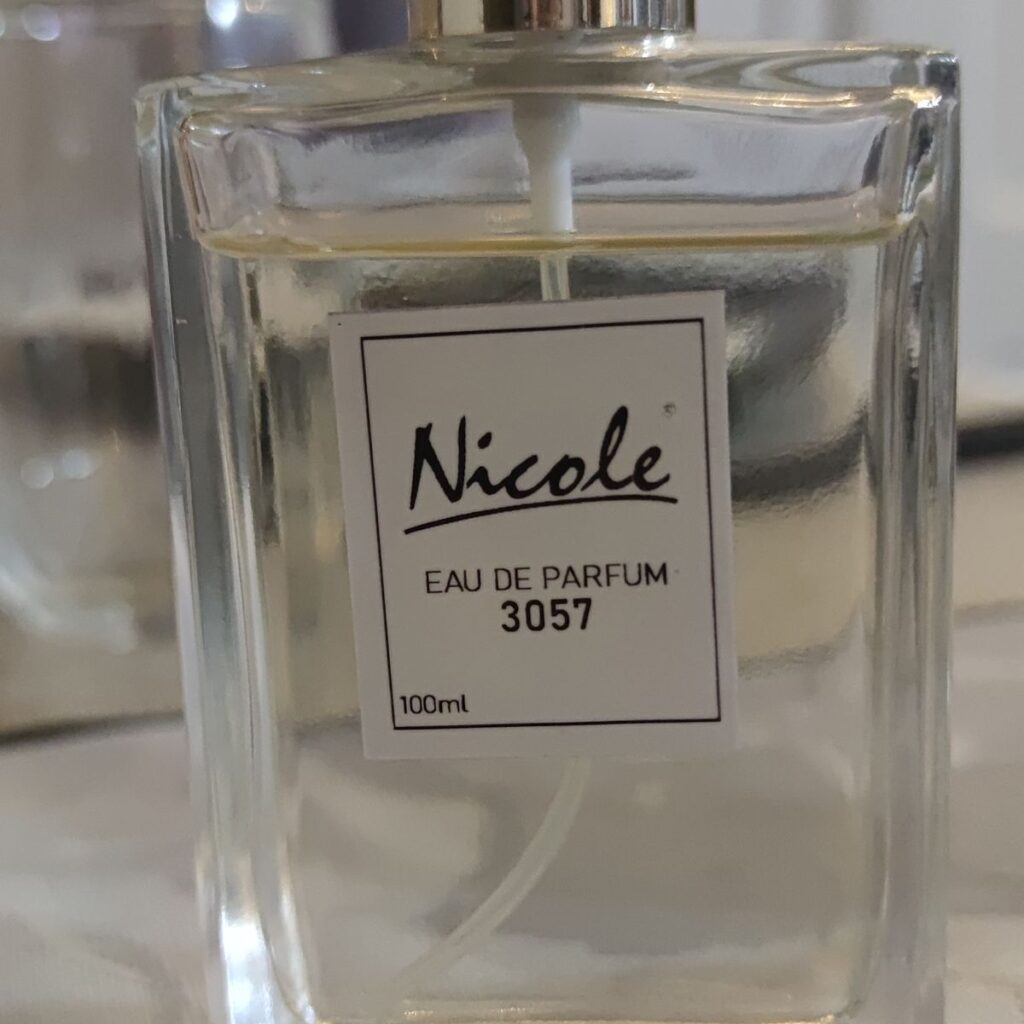 Nicole®
EAU DE PARFUM
3057
100ml